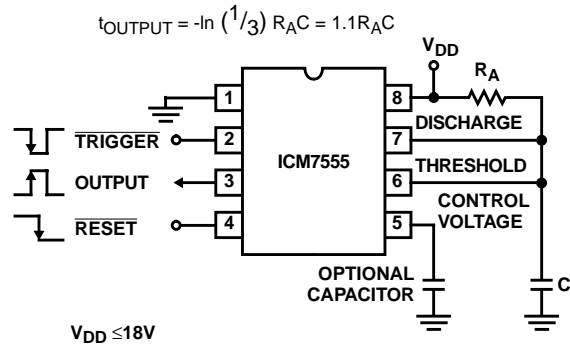 tOUTPUT = -ln (1/3) RAC = 1.1RAC
VDD
RA
1
8
DISCHARGE
TRIGGER
2
ICM7555
7
THRESHOLD
OUTPUT
3
6
CONTROL
VOLTAGE
RESET
4
5
OPTIONAL
CAPACITOR
C
VDD ≤18V